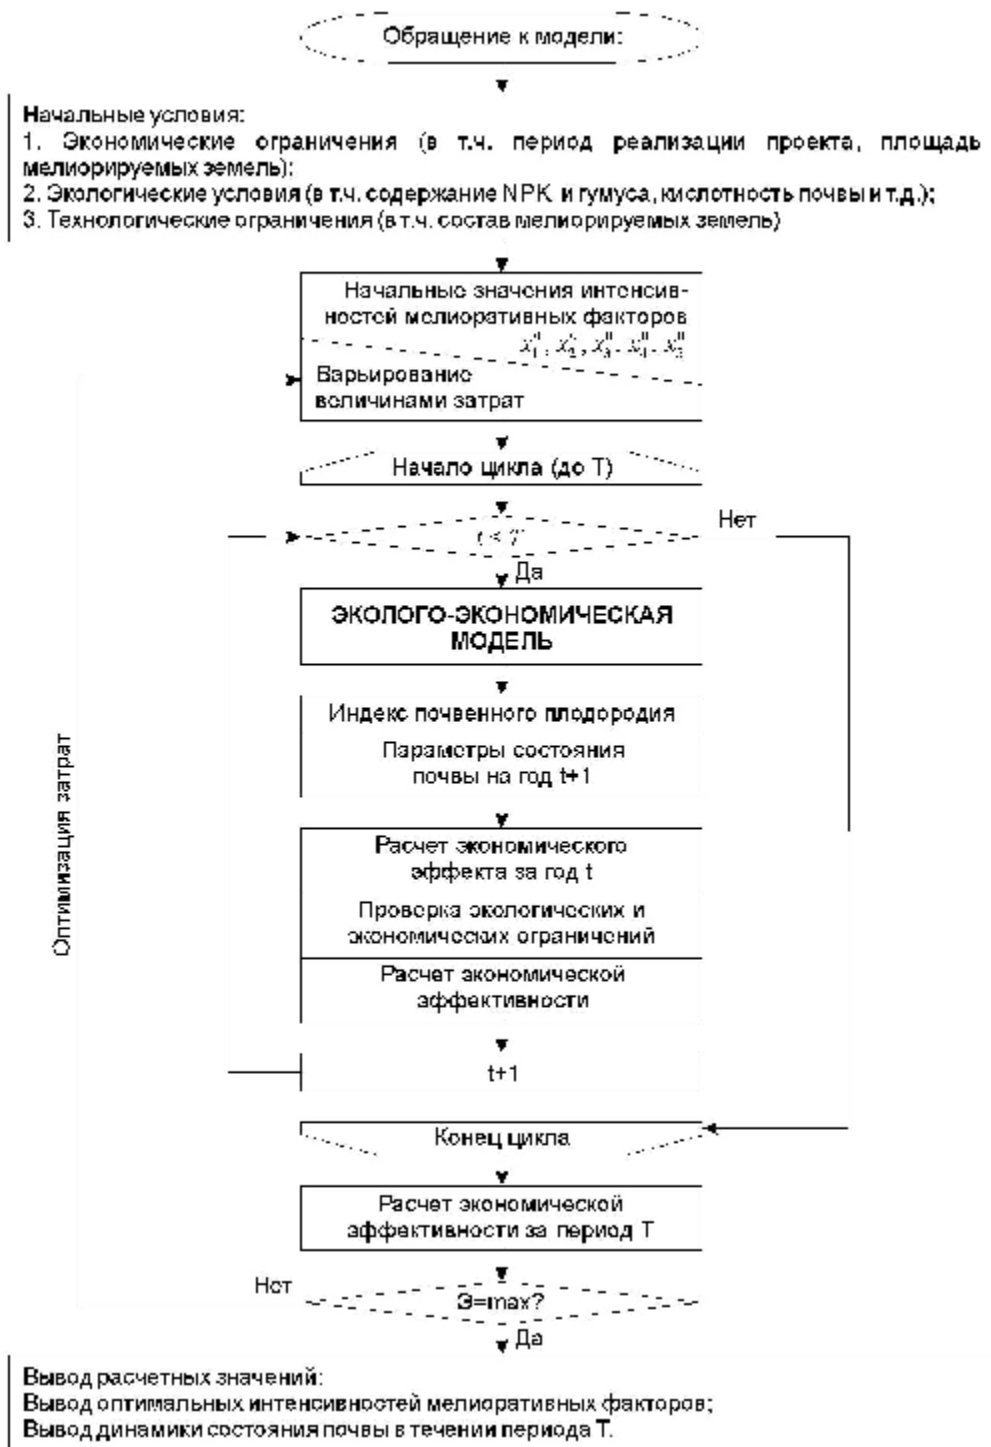 Обращение к модели:
Начальные условия:
1. Экономические ограничения (в т.ч. период реализации проекта, площадь
мелиорируемых земель);
2. Экологические условия (в т.ч. содержание NPK и гумуса, кислотность почвы и т.д.);
3. Технологические ограничения (в т.ч. состав мелиорируемых земель)
Начальные значения интенсив-
ностей мелиоративных факторов
Варьирование
величинами затрат
Начало цикла (до T)
t < T
Нет
Да
ЭКОЛОГО-ЭКОНОМИЧЕСКАЯ
МОДЕЛЬ
Индекс почвенного плодородия
Параметры состояния
почвы на год t+1
Оптимизация затрат
Расчет экономического
эффекта за год t
Проверка экологических и
экономических ограничений
Расчет экономической
эффективности
t+1
Конец цикла
Расчет экономической
эффективности за период T
Нет
Э=max?
Да
Вывод расчетных значений:
Вывод оптимальных интенсивностей мелиоративных факторов;
Вывод динамики состояния почвы в течении периода T.